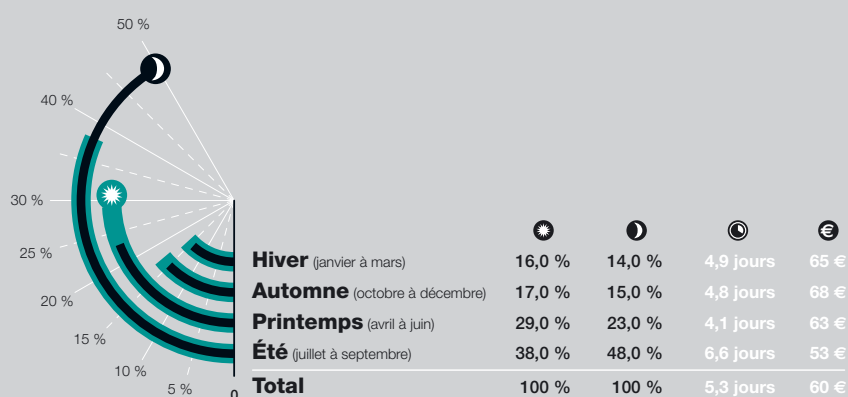 50 %
40 %
30 %
25 %
20 %
15 %
10 %
5 %
0
€
Hiver (janvier à mars) 16,0 % 14,0 % 4,9 jours 65 €
Automne (octobre à décembre) 17,0 % 15,0 % 4,8 jours 68 €
Printemps (avril à juin) 29,0 % 23,0 % 4,1 jours 63 €
Été (juillet à septembre) 38,0 % 48,0 % 6,6 jours 53 €
Total 100 % 100 % 5,3 jours 60 €